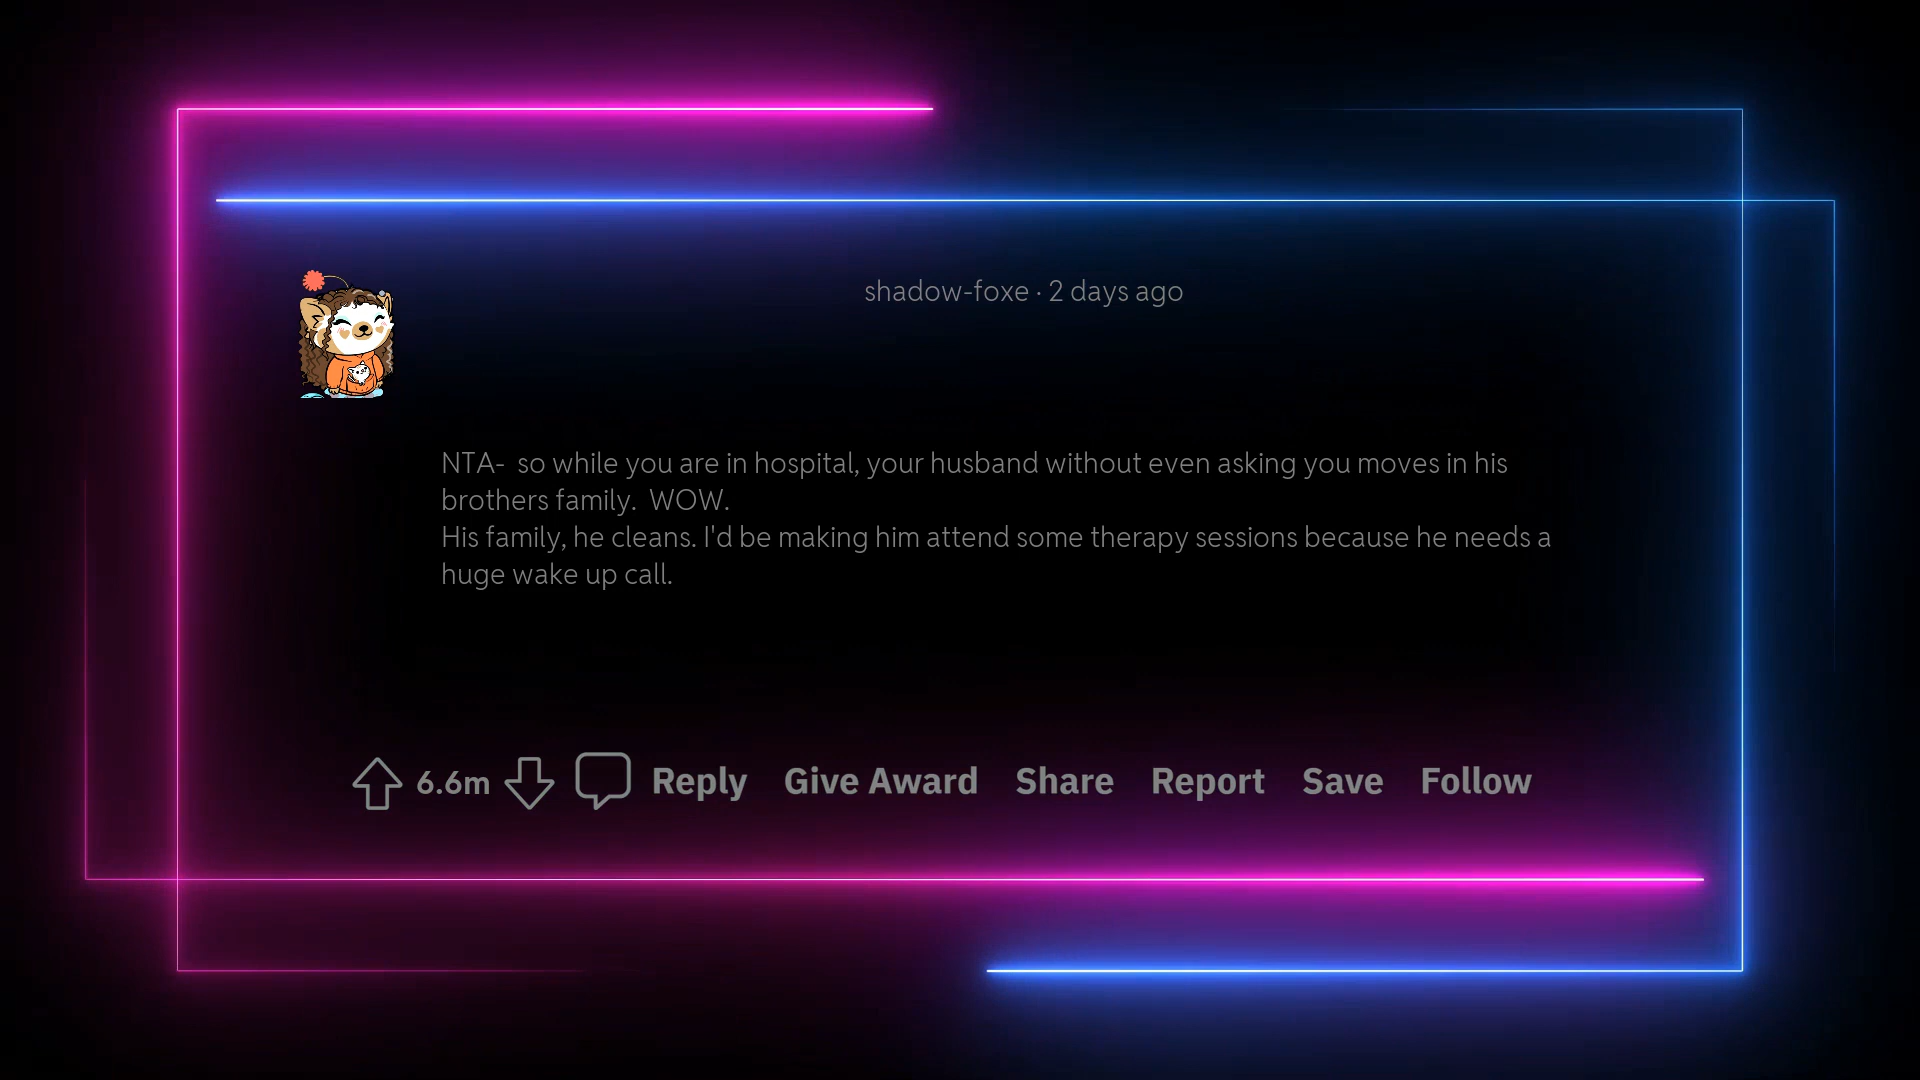 shadow-foxe · 2 days ago
NTA-  so while you are in hospital, your husband without even asking you moves in his
brothers family.  WOW.
His family, he cleans. I'd be making him attend some therapy sessions because he needs a
huge wake up call.
6.6m Reply Give Award Share Report Save Follow